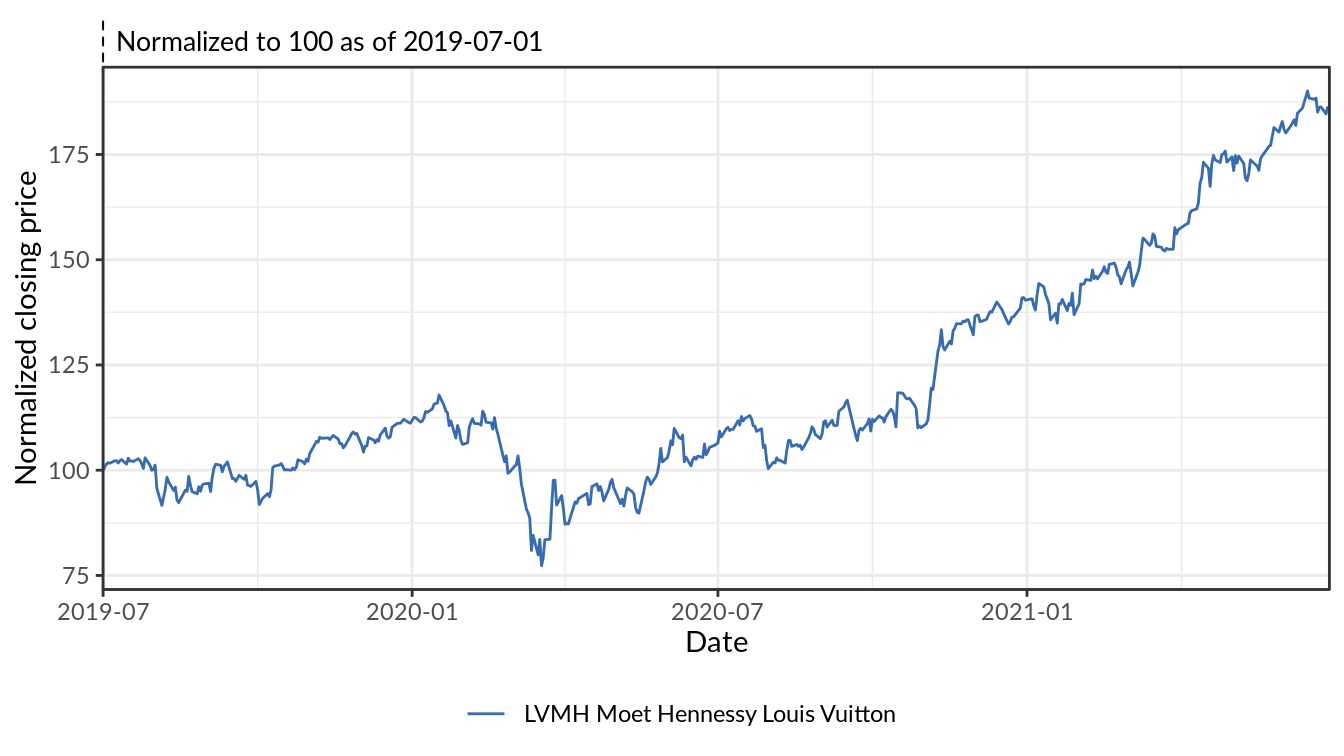 Normalized to 100 as of 2019-07-01
Normalized closing price
175
150
125
100
75
2019-07
2020-01
2020-07
2021-01
Date
LVMH Moet Hennessy Louis Vuitton